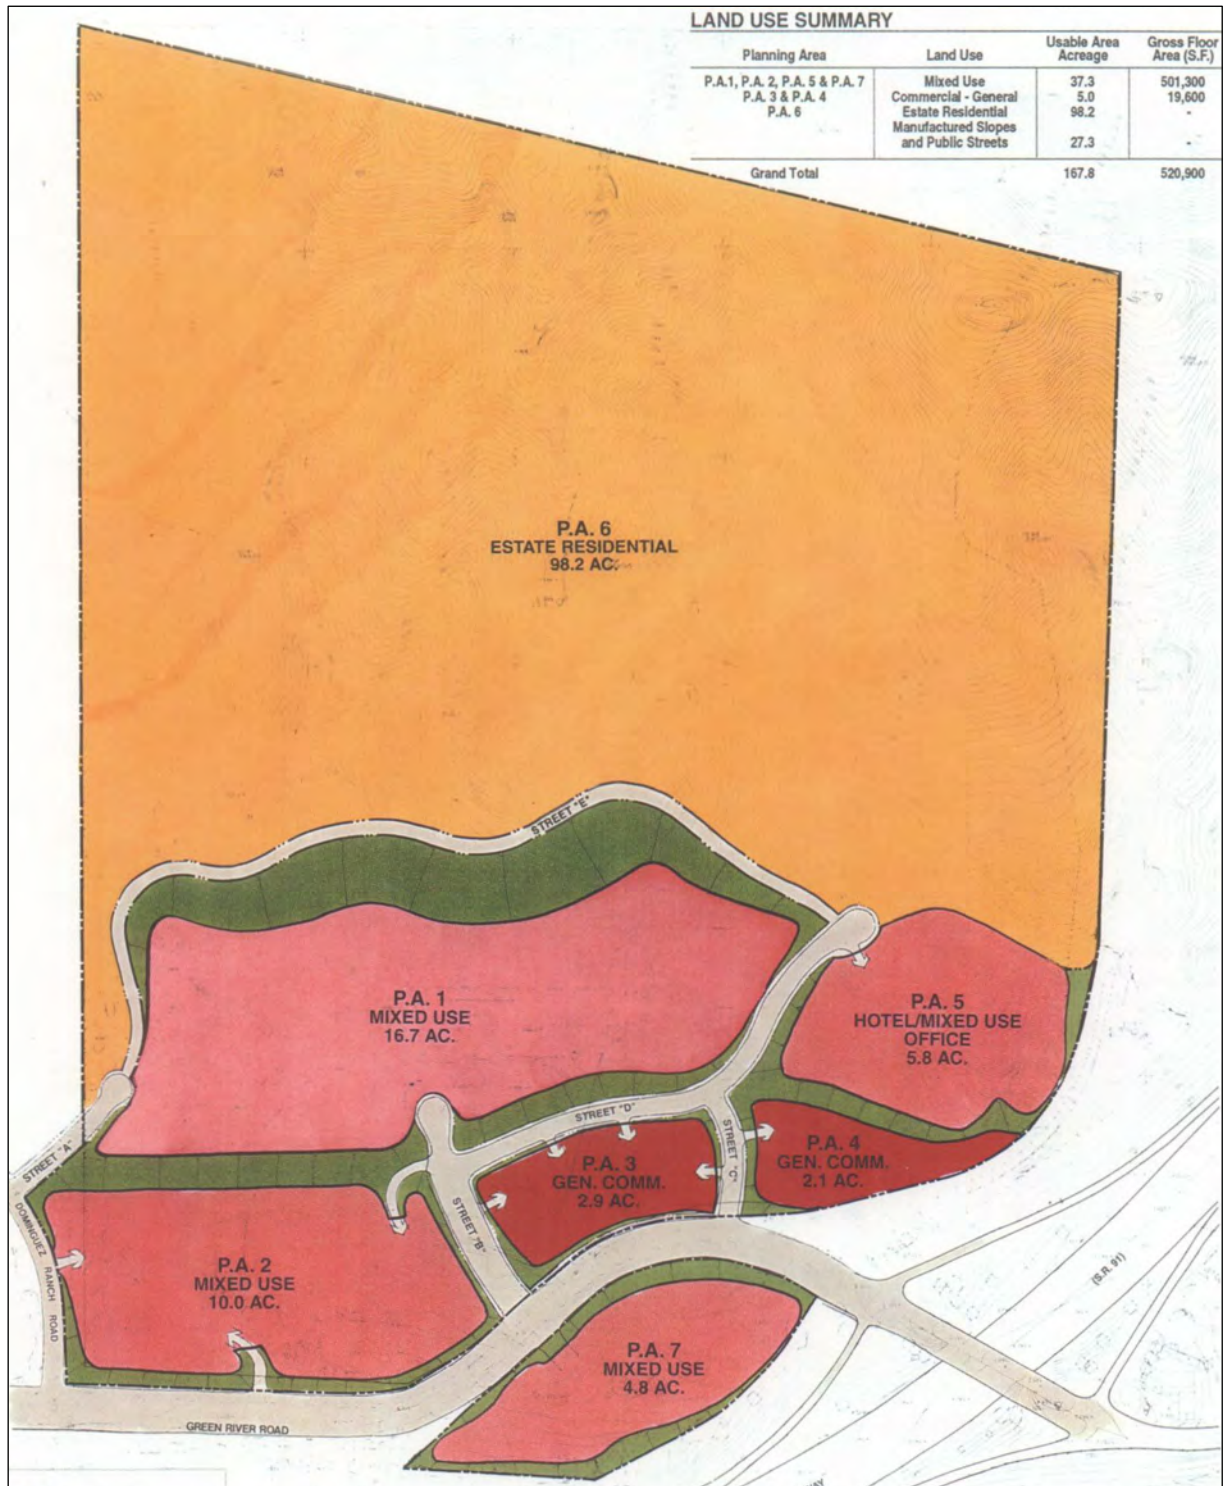 LAND USE SUMMARY
Planning Area Land Use Usable Area Acreage Gross Floor Area (S.F.)
P.A.1, P.A. 2, P.A. 5 & P.A. 7 Mixed Use 37.3 501,300
P.A. 3 & P.A. 4 Commercial - General 5.0 19,600
P.A. 6 Estate Residential 98.2 -
Manufactured Slopes
and Public Streets 27.3 -
Grand Total 167.8 520,900
P.A. 6
ESTATE RESIDENTIAL
98.2 AC.
STREET "E"
P.A. 1
MIXED USE
16.7 AC.
P.A. 5
HOTEL/MIXED USE
OFFICE
5.8 AC.
STREET "D"
STREET "A"
STREET "C"
P.A. 4
GEN. COMM.
2.1 AC.
P.A. 3
GEN. COMM.
2.9 AC.
STREET "B"
DOMINGUEZ RANCH ROAD
P.A. 2
MIXED USE
10.0 AC.
(S.R. 91)
P.A. 7
MIXED USE
4.8 AC.
GREEN RIVER ROAD